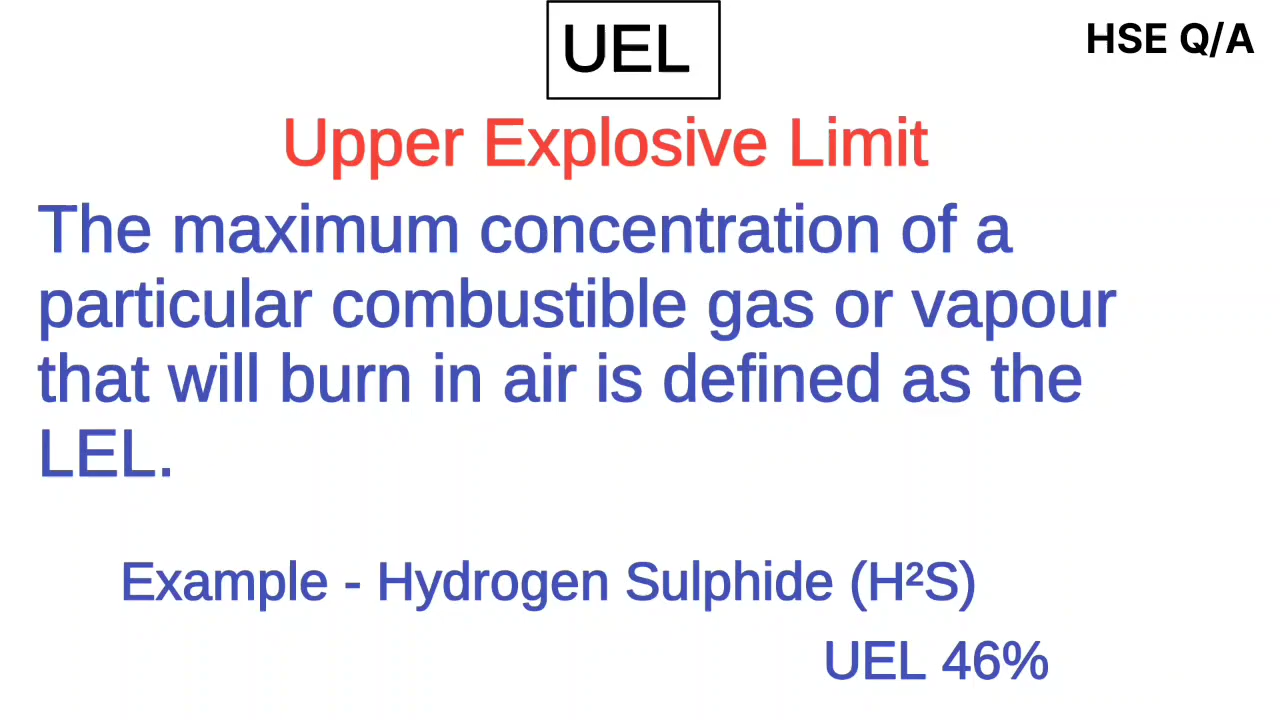 UEL
HSE Q/A
Upper Explosive Limit
The maximum concentration of a
particular combustible gas or vapour
that will burn in air is defined as the
LEL.
Example - Hydrogen Sulphide (H²S)
UEL 46%